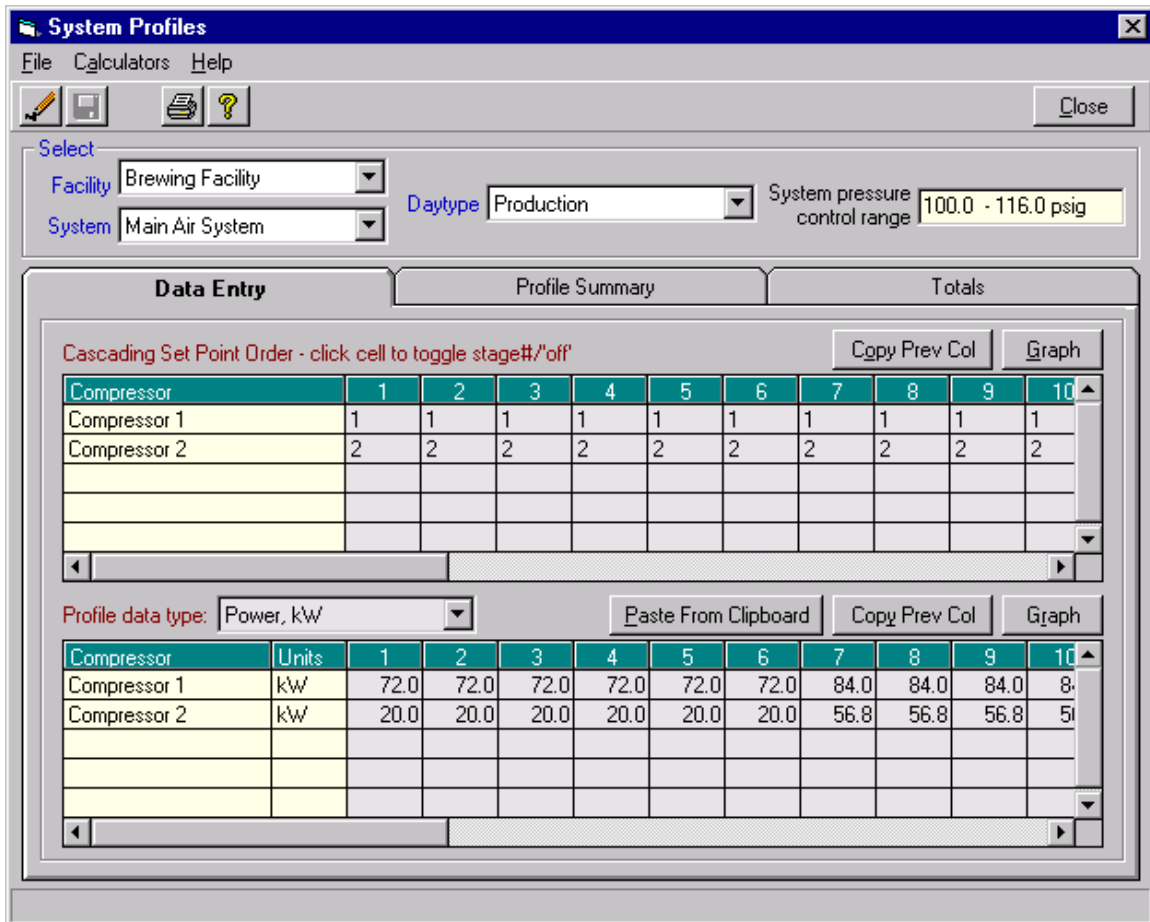 System Profiles
File Calculators Help
Close
Select
Facility Brewing Facility
System Main Air System
Daytype Production
System pressure
control range
100.0 - 116.0 psig
Data Entry Profile Summary Totals
Cascading Set Point Order - click cell to toggle stage#/'off' Copy Prev Col Graph
Compressor 1 2 3 4 5 6 7 8 9 10
Compressor 1 1 1 1 1 1 1 1 1 1 1
Compressor 2 2 2 2 2 2 2 2 2 2 2
Profile data type: Power, kW Paste From Clipboard Copy Prev Col Graph
Compressor Units 1 2 3 4 5 6 7 8 9 10
Compressor 1 kW 72.0 72.0 72.0 72.0 72.0 72.0 84.0 84.0 84.0
Compressor 2 kW 20.0 20.0 20.0 20.0 20.0 20.0 56.8 56.8 56.8